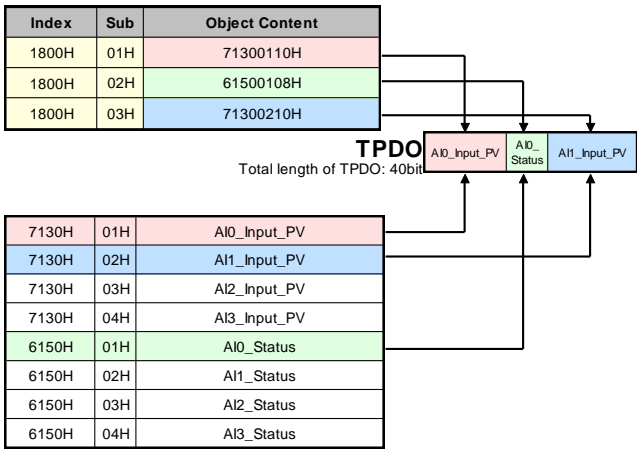 Index Sub Object Content
1800H 01H 71300110H
1800H 02H 61500108H
1800H 03H 71300210H
TPDO
Total length of TPDO: 40bit
AI0_Input_PV AI0_ AI1_Input_PV
Status
7130H 01H AI0_Input_PV
7130H 02H AI1_Input_PV
7130H 03H AI2_Input_PV
7130H 04H AI3_Input_PV
6150H 01H AI0_Status
6150H 02H AI1_Status
6150H 03H AI2_Status
6150H 04H AI3_Status